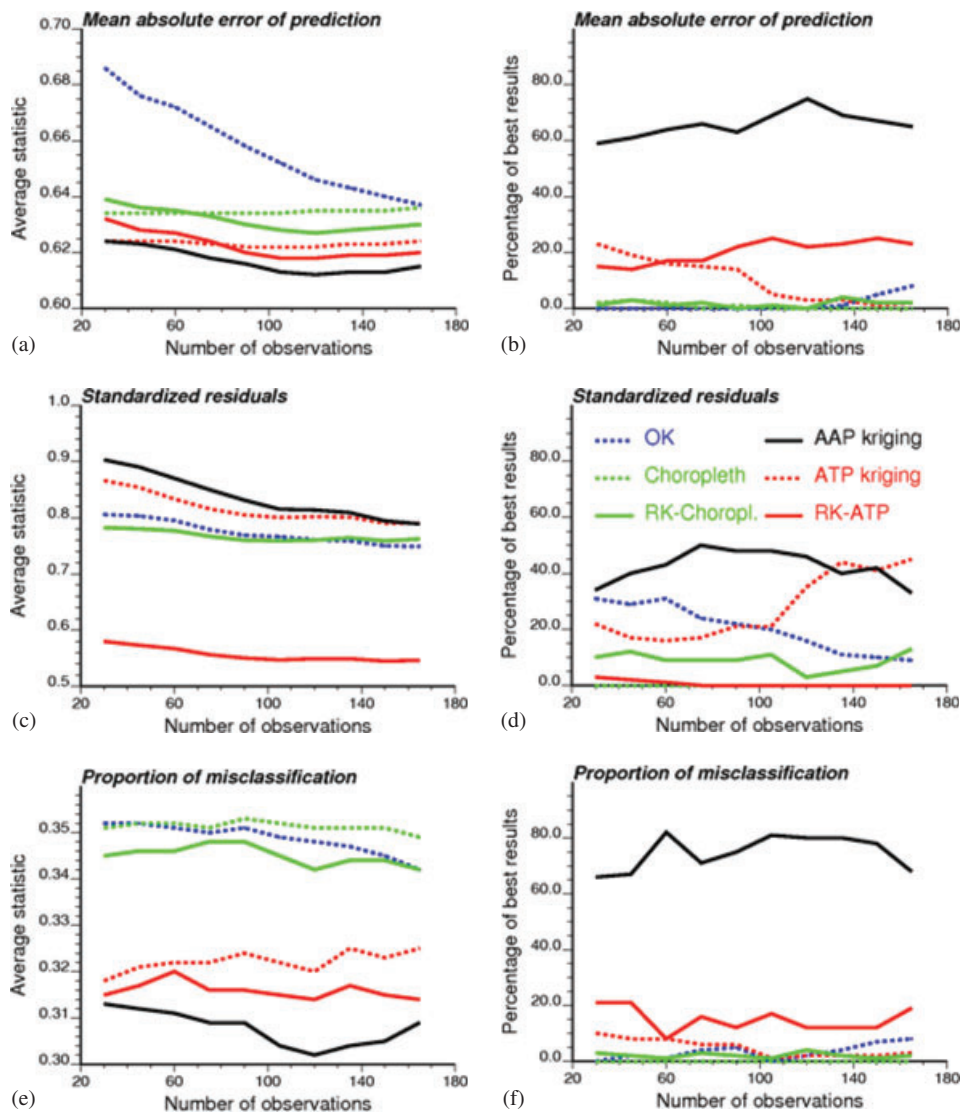 Mean absolute error of prediction
0.70
0.68
0.66
0.64
0.62
0.60
Average statistic
20 60 100 140 180
(a) Number of observations
Mean absolute error of prediction
80.0
60.0
40.0
20.0
0.0
Percentage of best results
20 60 100 140 180
(b) Number of observations
Standardized residuals
1.0
0.9
0.8
0.7
0.6
0.5
Average statistic
20 60 100 140 180
(c) Number of observations
Standardized residuals
80.0
60.0
40.0
20.0
0.0
Percentage of best results
OK AAP kriging
Choropleth ATP kriging
RK-Choropl. RK-ATP
20 60 100 140 180
(d) Number of observations
Proportion of misclassification
0.35
0.34
0.33
0.32
0.31
0.30
Average statistic
20 60 100 140 180
(e) Number of observations
Proportion of misclassification
80.0
60.0
40.0
20.0
0.0
Percentage of best results
20 60 100 140 180
(f) Number of observations